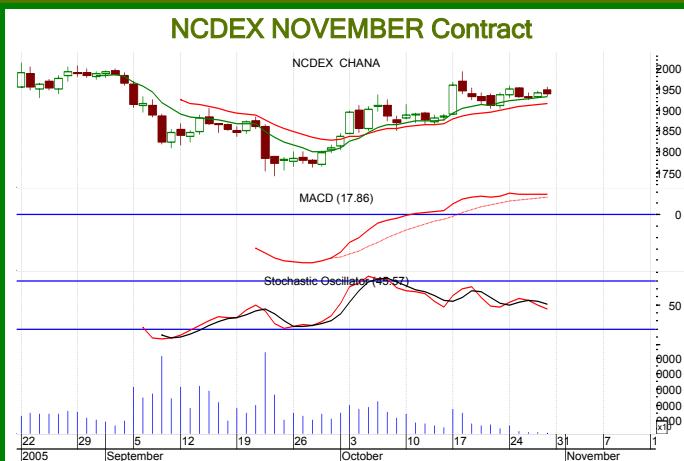 NCDEX NOVEMBER Contract
NCDEX CHANA
2000
1950
1900
1850
1800
1750
MACD (17.86)
0
Stochastic Oscillator (45.57)
50
x10
22 29 5 12 19 26 3 10 17 24 31 7 1
2005 September October November